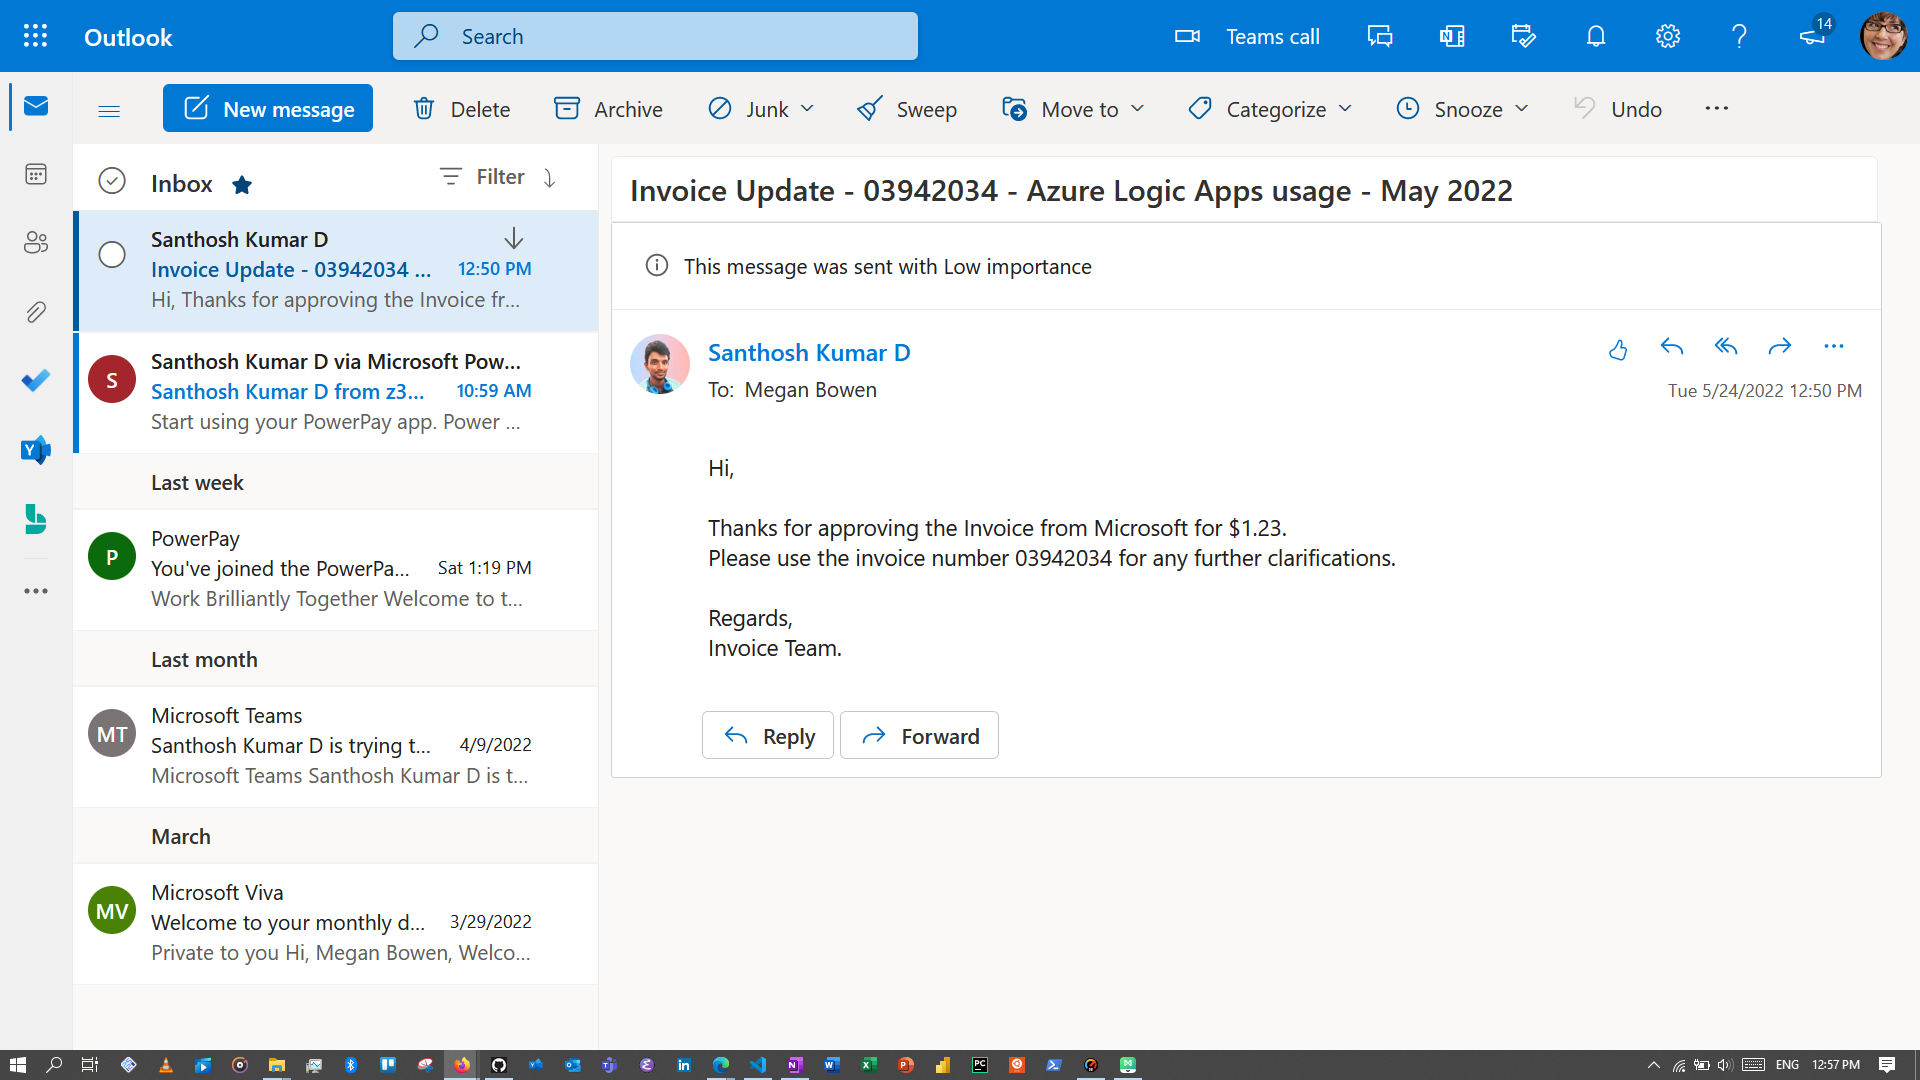 Outlook
Search
Teams call
14
New message
Delete
Archive
Junk
Sweep
Move to
Categorize
Snooze
Undo
Inbox
Filter
Santhosh Kumar D
Invoice Update - 03942034 ... 12:50 PM
Hi, Thanks for approving the Invoice fr...
S
Santhosh Kumar D via Microsoft Pow...
Santhosh Kumar D from z3... 10:59 AM
Start using your PowerPay app. Power ...
Last week
P
PowerPay
You've joined the PowerPa... Sat 1:19 PM
Work Brilliantly Together Welcome to t...
Last month
MT
Microsoft Teams
Santhosh Kumar D is trying t... 4/9/2022
Microsoft Teams Santhosh Kumar D is t...
March
MV
Microsoft Viva
Welcome to your monthly d... 3/29/2022
Private to you Hi, Megan Bowen, Welco...
Invoice Update - 03942034 - Azure Logic Apps usage - May 2022
This message was sent with Low importance
Santhosh Kumar D
To: Megan Bowen
Tue 5/24/2022 12:50 PM
Hi,
Thanks for approving the Invoice from Microsoft for $1.23.
Please use the invoice number 03942034 for any further clarifications.
Regards,
Invoice Team.
Reply
Forward
ENG
12:57 PM